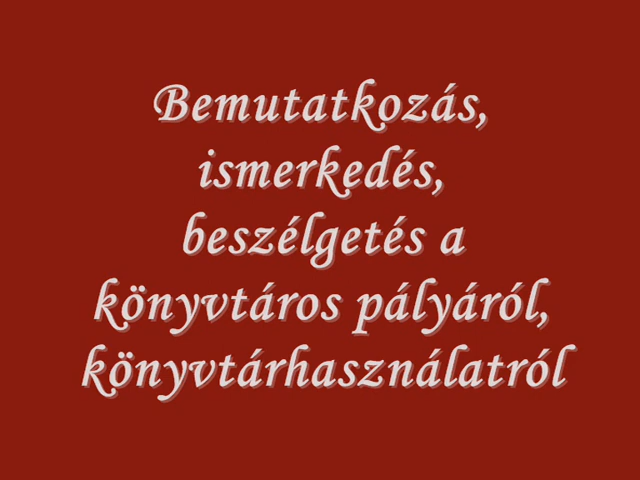 Bemutatkozás,
ismerkedés,
beszélgetés a
könyvtáros pályáról,
könyvtárhasználatról